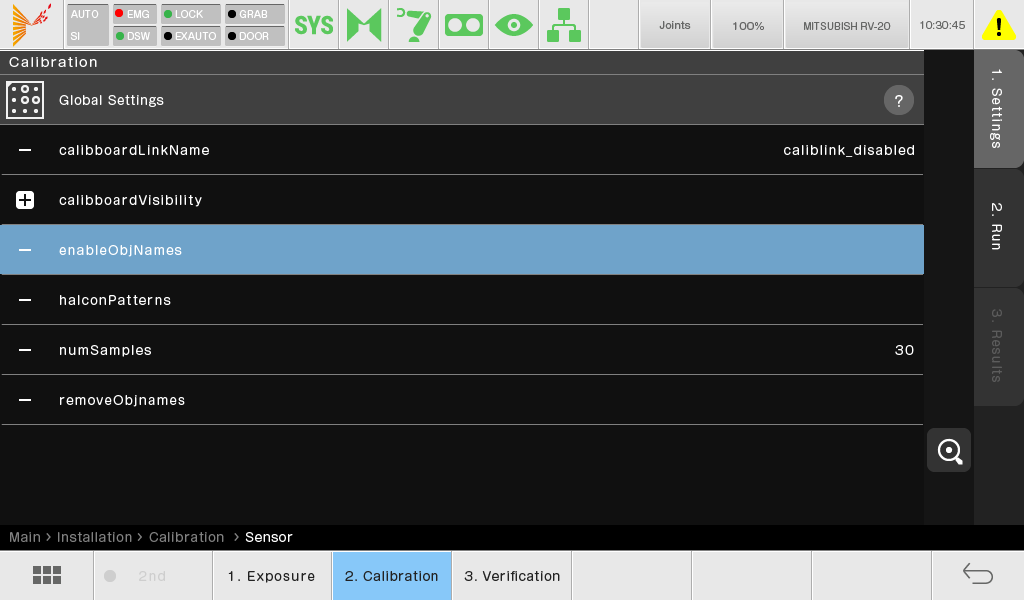 AUTO EMG LOCK GRAB
SI DSW EXAUTO DOOR
SYS
Joints
100%
MITSUBISH RV-20
10:30:45
Calibration
Global Settings
?
calibboardLinkName caliblink_disabled
calibboardVisibility
enableObjNames
halconPatterns
numSamples 30
removeObjnames
1. Settings
2. Run
3. Results
Main > Installation > Calibration > Sensor
2nd
1. Exposure
2. Calibration
3. Verification